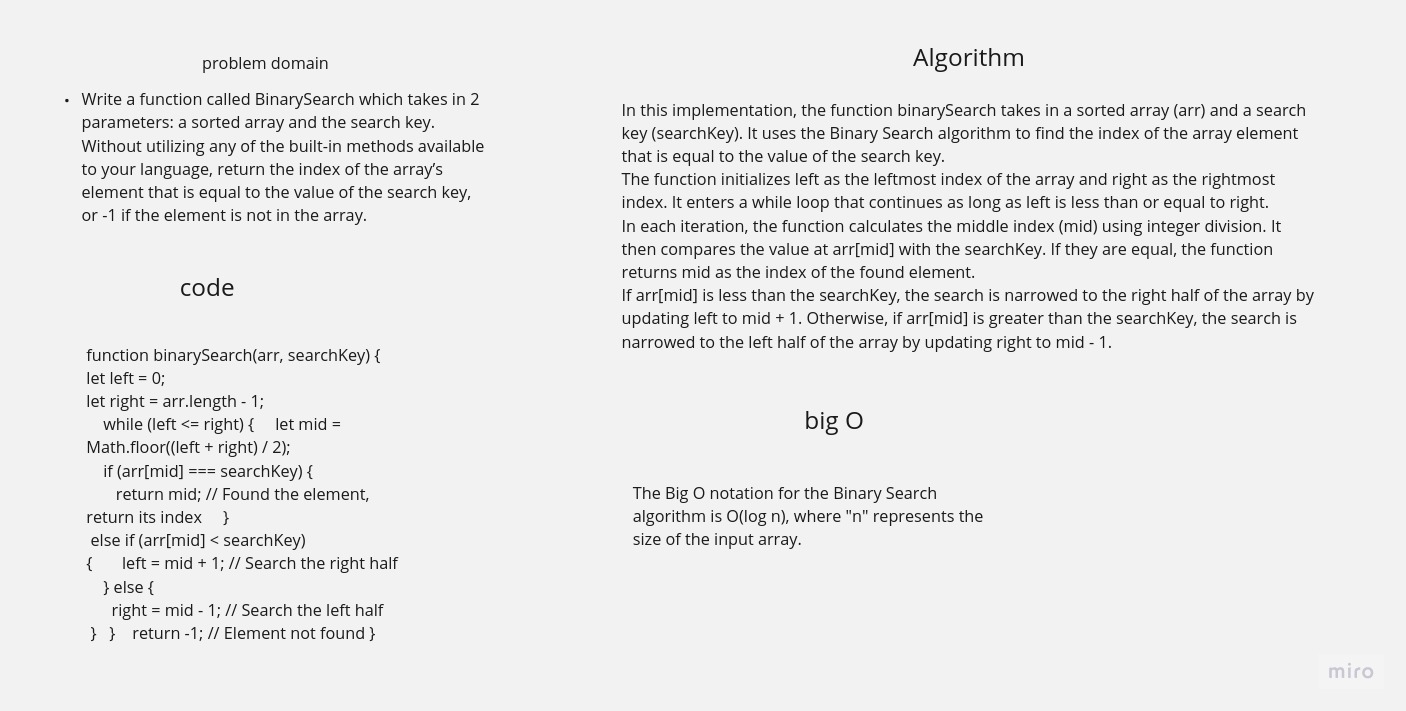 problem domain
• Write a function called BinarySearch which takes in 2
parameters: a sorted array and the search key.
Without utilizing any of the built-in methods available
to your language, return the index of the array’s
element that is equal to the value of the search key,
or -1 if the element is not in the array.
code
function binarySearch(arr, searchKey) {
let left = 0;
let right = arr.length - 1;
while (left <= right) { let mid =
Math.floor((left + right) / 2);
if (arr[mid] === searchKey) {
return mid; // Found the element,
return its index }
else if (arr[mid] < searchKey)
{ left = mid + 1; // Search the right half
} else {
right = mid - 1; // Search the left half
} } return -1; // Element not found }
Algorithm
In this implementation, the function binarySearch takes in a sorted array (arr) and a search
key (searchKey). It uses the Binary Search algorithm to find the index of the array element
that is equal to the value of the search key.
The function initializes left as the leftmost index of the array and right as the rightmost
index. It enters a while loop that continues as long as left is less than or equal to right.
In each iteration, the function calculates the middle index (mid) using integer division. It
then compares the value at arr[mid] with the searchKey. If they are equal, the function
returns mid as the index of the found element.
If arr[mid] is less than the searchKey, the search is narrowed to the right half of the array by
updating left to mid + 1. Otherwise, if arr[mid] is greater than the searchKey, the search is
narrowed to the left half of the array by updating right to mid - 1.
big O
The Big O notation for the Binary Search
algorithm is O(log n), where "n" represents the
size of the input array.
miro